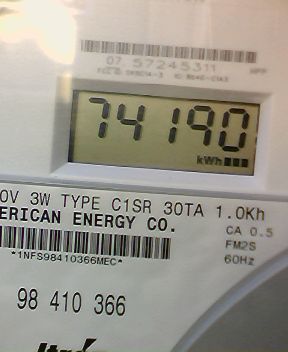 07 57245311
74190
kWh
0V 3W TYPE C1SR 30TA 1.0Kh
ERICAN ENERGY CO.
CA 0.5
FM2S
*1NFS98410366MEC*
60Hz
98 410 366